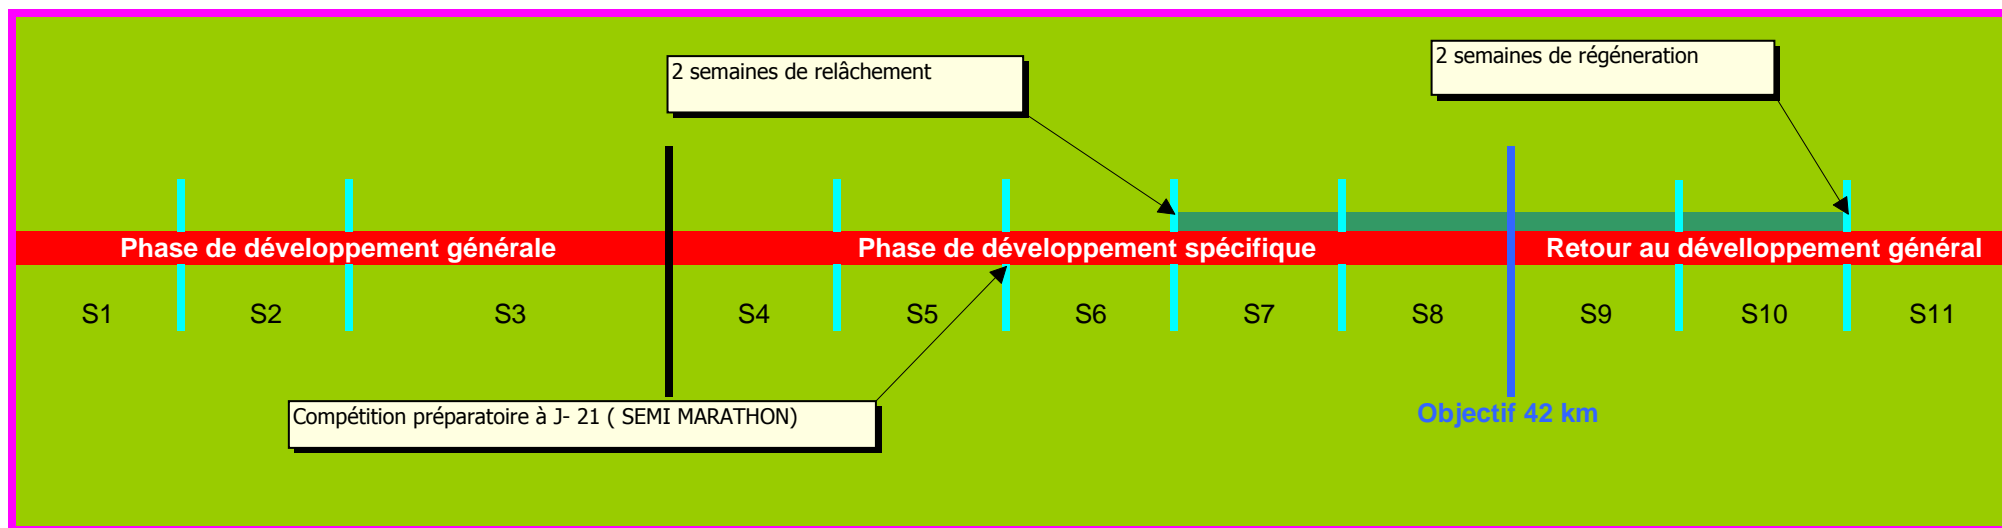 2 semaines de relâchement
2 semaines de régéneration
Phase de développement générale
Phase de développement spécifique
Retour au dévelloppement général
S1
S2
S3
S4
S5
S6
S7
S8
S9
S10
S11
Compétition préparatoire à J- 21 ( SEMI MARATHON)
Objectif 42 km